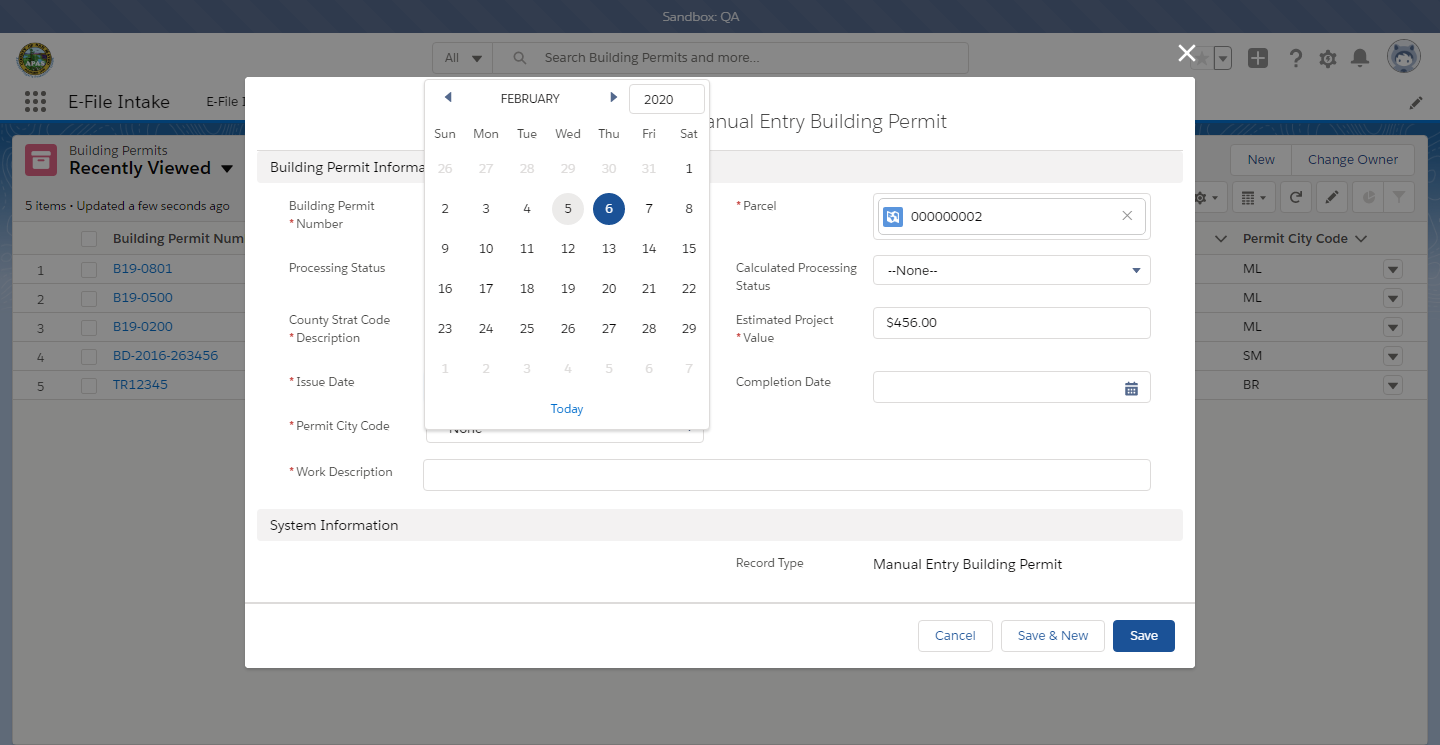 Sandbox: QA
All
Search Building Permits and more...
E-File Intake
E-File I
Building Permits
Recently Viewed
New
Change Owner
5 items • Updated a few seconds ago
Building Permit Num
Permit City Code
1 B19-0801 ML
2 B19-0500 ML
3 B19-0200 ML
4 BD-2016-263456 SM
5 TR12345 BR
anual Entry Building Permit
Building Permit Informa
Building Permit
*Number
*Parcel
000000002
Processing Status
Calculated Processing
Status
--None--
County Strat Code
*Description
Estimated Project
*Value
$456.00
*Issue Date
Completion Date
*Permit City Code
None
*Work Description
FEBRUARY
2020
Sun Mon Tue Wed Thu Fri Sat
26 27 28 29 30 31 1
2 3 4 5 6 7 8
9 10 11 12 13 14 15
16 17 18 19 20 21 22
23 24 25 26 27 28 29
1 2 3 4 5 6 7
Today
System Information
Record Type
Manual Entry Building Permit
Cancel
Save & New
Save